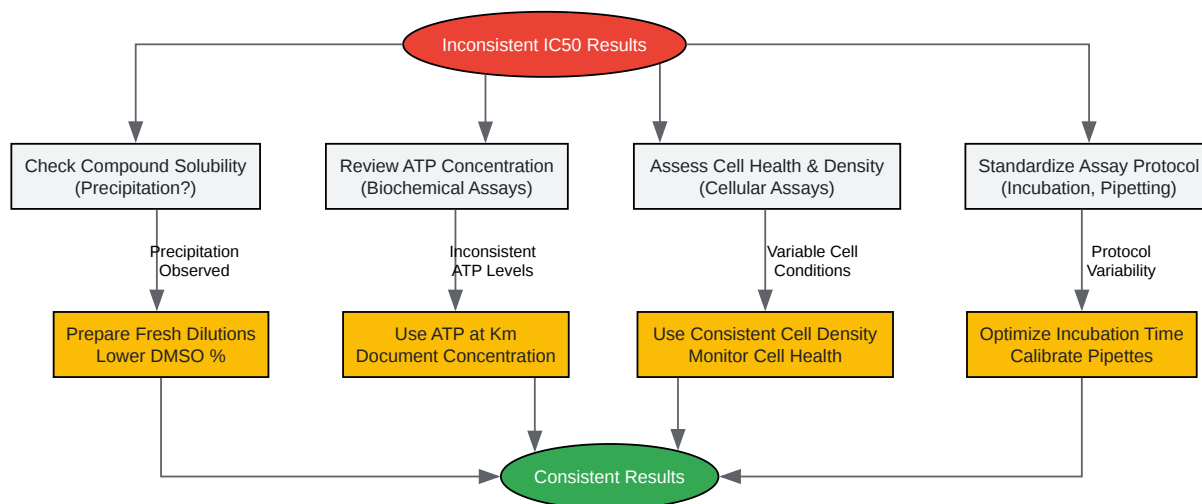 Inconsistent IC50 Results
Check Compound Solubility
(Precipitation?)
Review ATP Concentration
(Biochemical Assays)
Assess Cell Health & Density
(Cellular Assays)
Standardize Assay Protocol
(Incubation, Pipetting)
Precipitation
Observed
Inconsistent
ATP Levels
Variable Cell
Conditions
Protocol
Variability
Prepare Fresh Dilutions
Lower DMSO %
Use ATP at Km
Document Concentration
Use Consistent Cell Density
Monitor Cell Health
Optimize Incubation Time
Calibrate Pipettes
Consistent Results